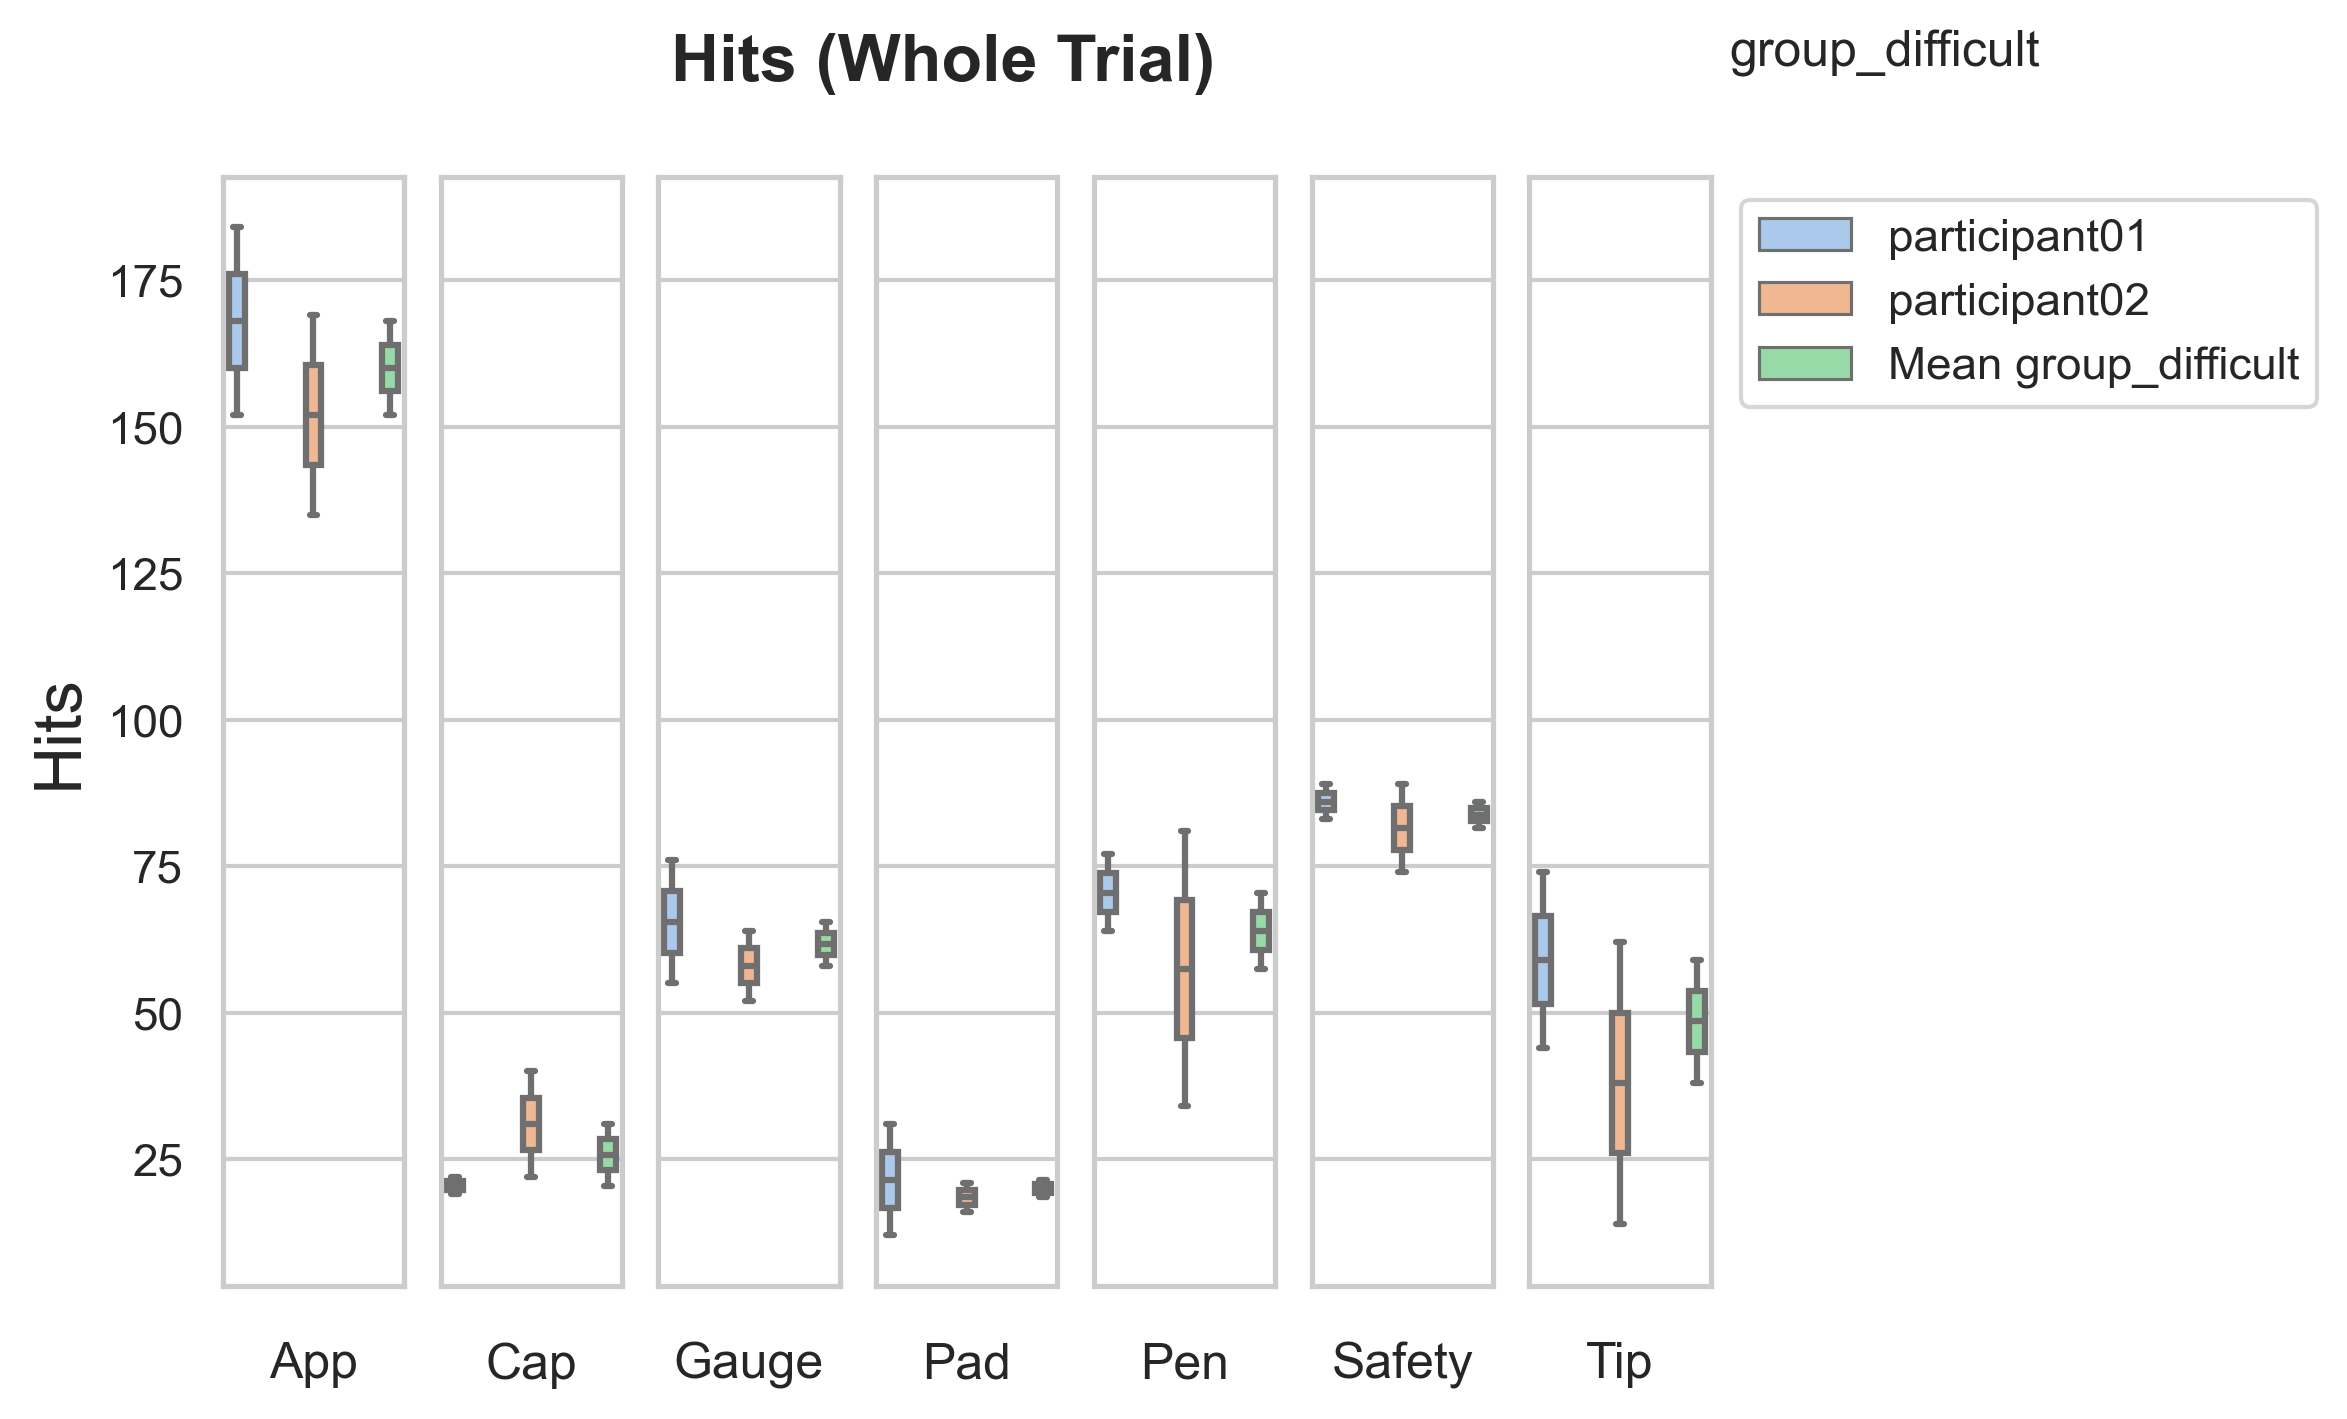 Hits (Whole Trial)
group_difficult
participant01
participant02
Mean group_difficult
Hits
175
150
125
100
75
50
25
App
Cap
Gauge
Pad
Pen
Safety
Tip